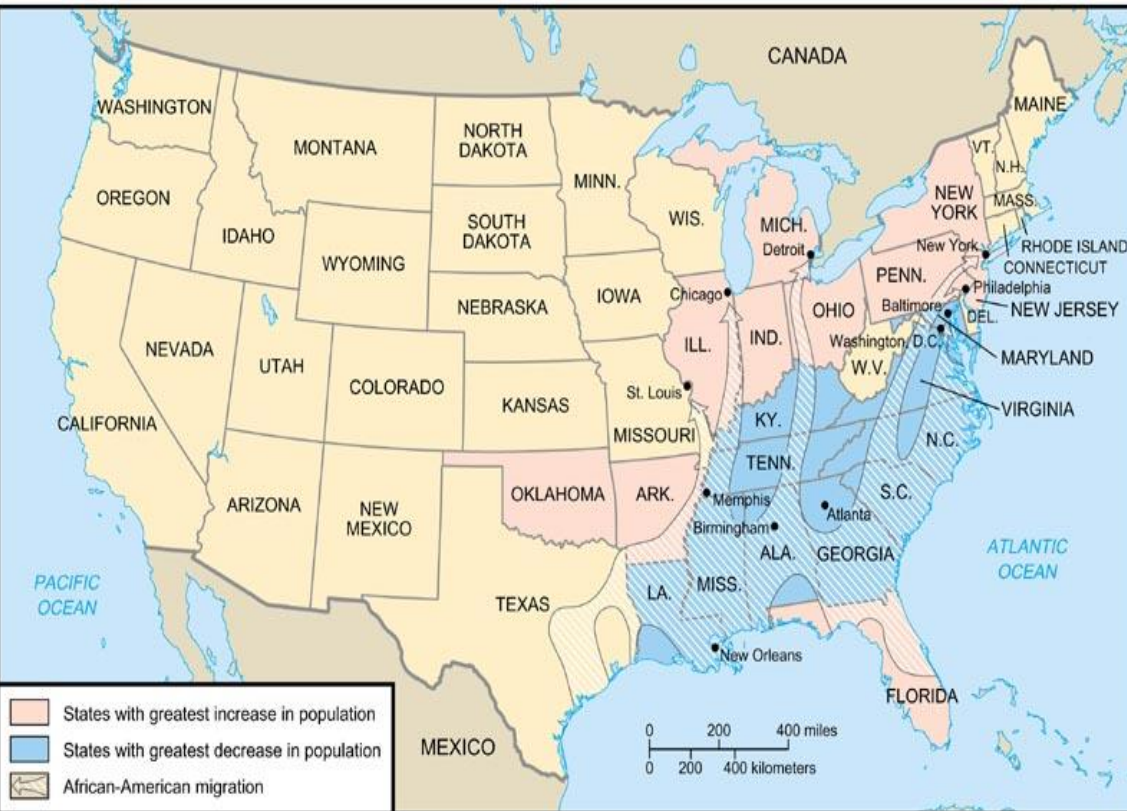 CANADA
WASHINGTON
MONTANA
NORTH
DAKOTA
MINN.
MAINE
VT.
N.H.
MASS.
RHODE ISLAND
CONNECTICUT
NEW
YORK
New York
OREGON
IDAHO
WYOMING
SOUTH
DAKOTA
WIS.
MICH.
Detroit
PENN.
Philadelphia
NEW JERSEY
Baltimore
DEL.
Washington, D.C.
MARYLAND
VIRGINIA
NEBRASKA
IOWA
Chicago
ILL.
IND.
OHIO
W.V.
NEVADA
UTAH
COLORADO
KANSAS
St. Louis
MISSOURI
KY.
CALIFORNIA
TENN.
N.C.
ARIZONA
NEW
MEXICO
OKLAHOMA
ARK.
Memphis
Birmingham
Atlanta
S.C.
ALA.
GEORGIA
ATLANTIC
OCEAN
PACIFIC
OCEAN
TEXAS
LA.
MISS.
New Orleans
FLORIDA
MEXICO
States with greatest increase in population
States with greatest decrease in population
African-American migration
0 200 400 miles
0 200 400 kilometers